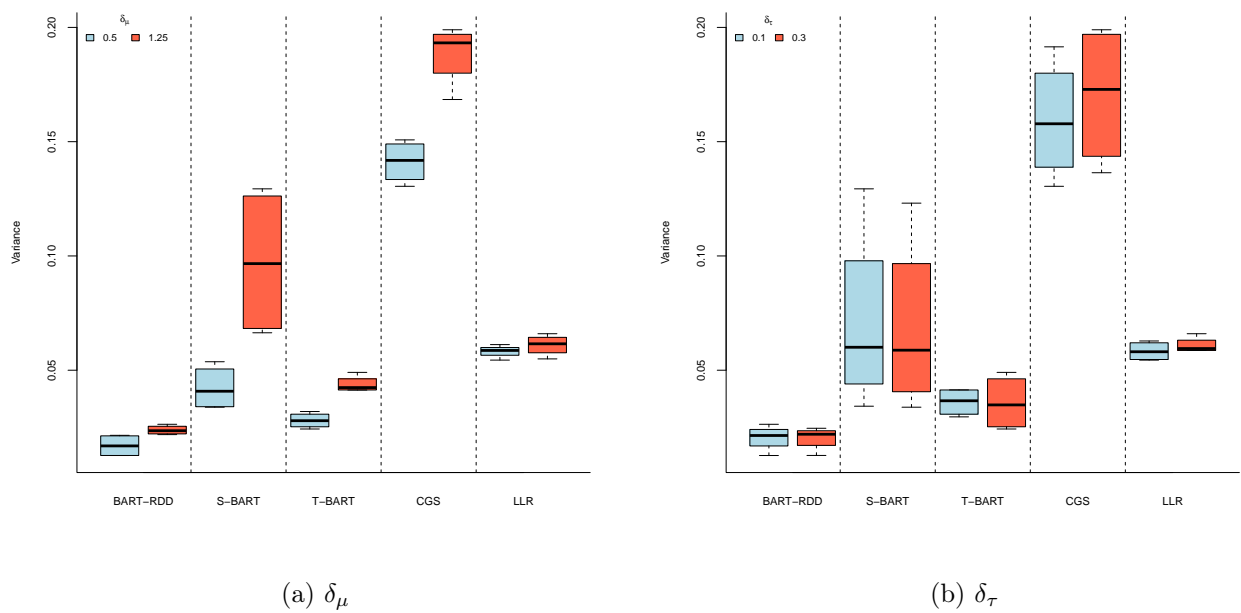 δμ
0.5 1.25
Variance
0.20
0.15
0.10
0.05
BART−RDD S−BART T−BART CGS LLR
(a) δμ
δτ
0.1 0.3
Variance
0.20
0.15
0.10
0.05
BART−RDD S−BART T−BART CGS LLR
(b) δτ